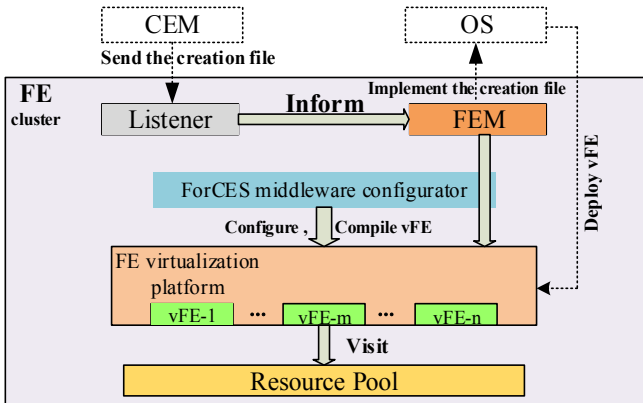 CEM
OS
Send the creation file
FE
cluster
Implement the creation file
Inform
Listener
FEM
Deploy vFE
ForCES middleware configurator
Configure , Compile vFE
FE virtualization
platform
vFE-1 ... vFE-m ... vFE-n
Visit
Resource Pool